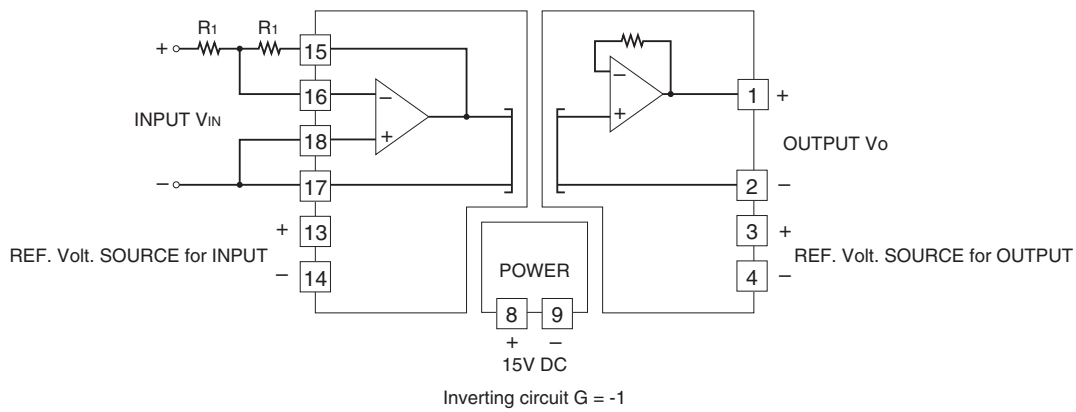 R1 R1
+ 15
16 −
INPUT VIN
18 +
− 17
+ 13
REF. Volt. SOURCE for INPUT
− 14
−
+
1 +
OUTPUT Vo
2 −
3 +
REF. Volt. SOURCE for OUTPUT
4 −
POWER
8 9
+ −
15V DC
Inverting circuit G = -1